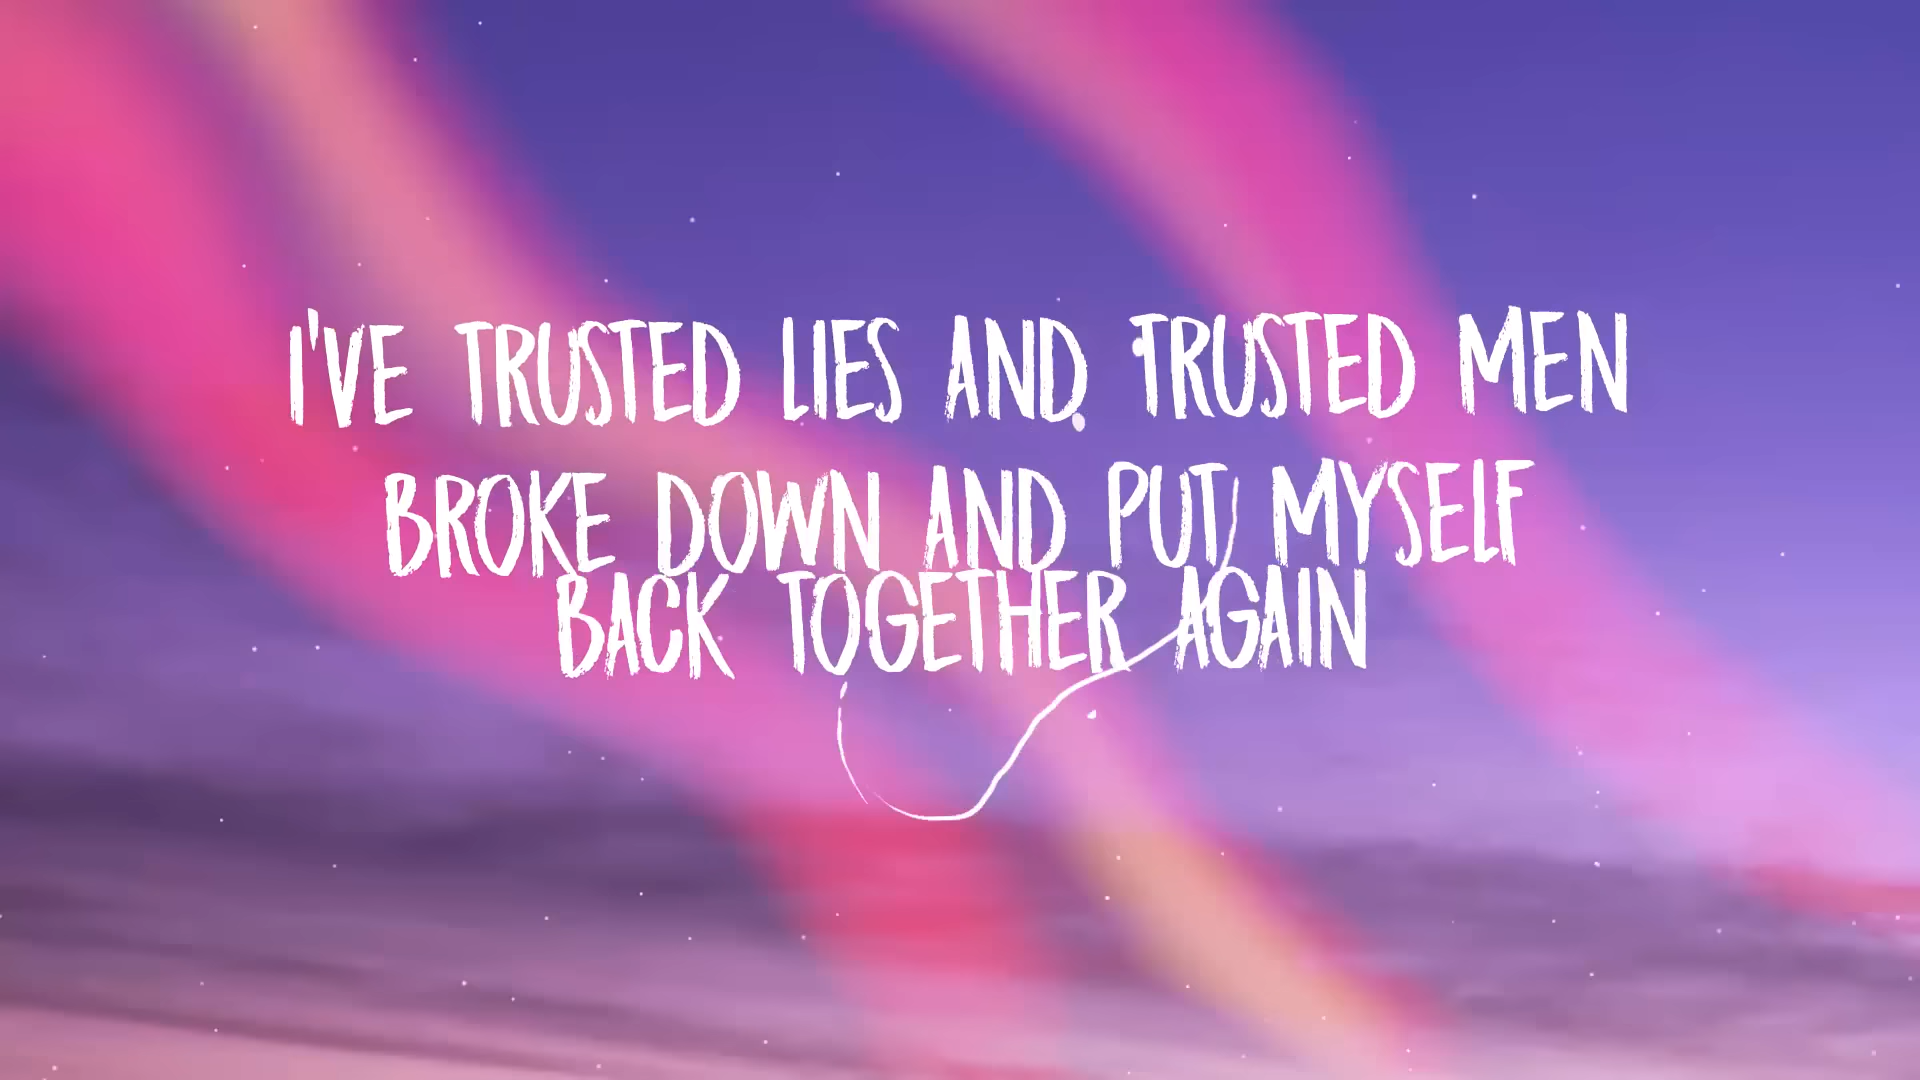 I'VE TRUSTED LIES AND TRUSTED MEN
BROKE DOWN AND PUT MYSELF
BACK TOGETHER AGAIN